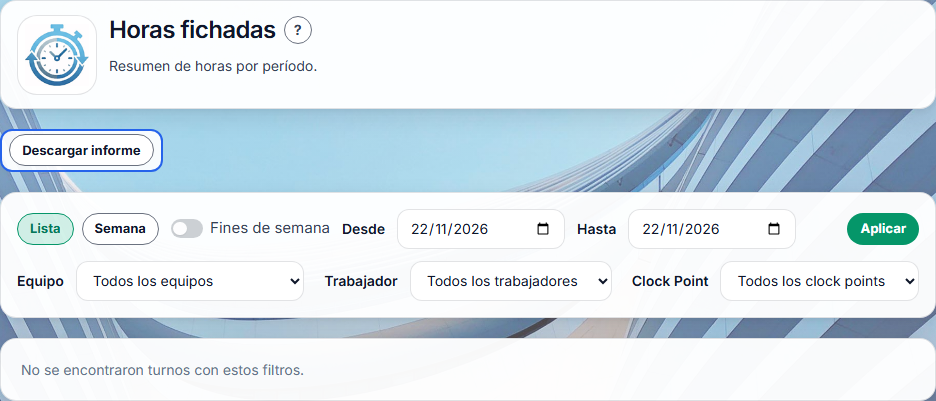 Horas fichadas ?
Resumen de horas por período.
Descargar informe
Lista Semana Fines de semana Desde 22/11/2026 Hasta 22/11/2026 Aplicar
Equipo Todos los equipos Trabajador Todos los trabajadores Clock Point Todos los clock points
No se encontraron turnos con estos filtros.